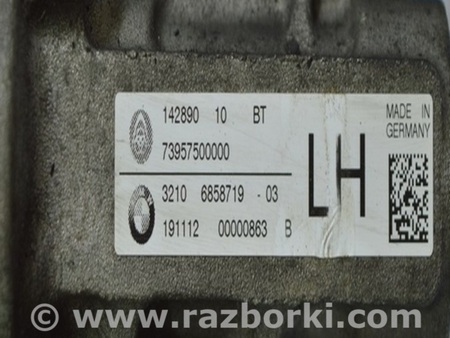 142890 10 BT
73957500000
3210 6858719 - 03
191112 00000863 B
LH
MADE IN
GERMANY
© www.razborki.com